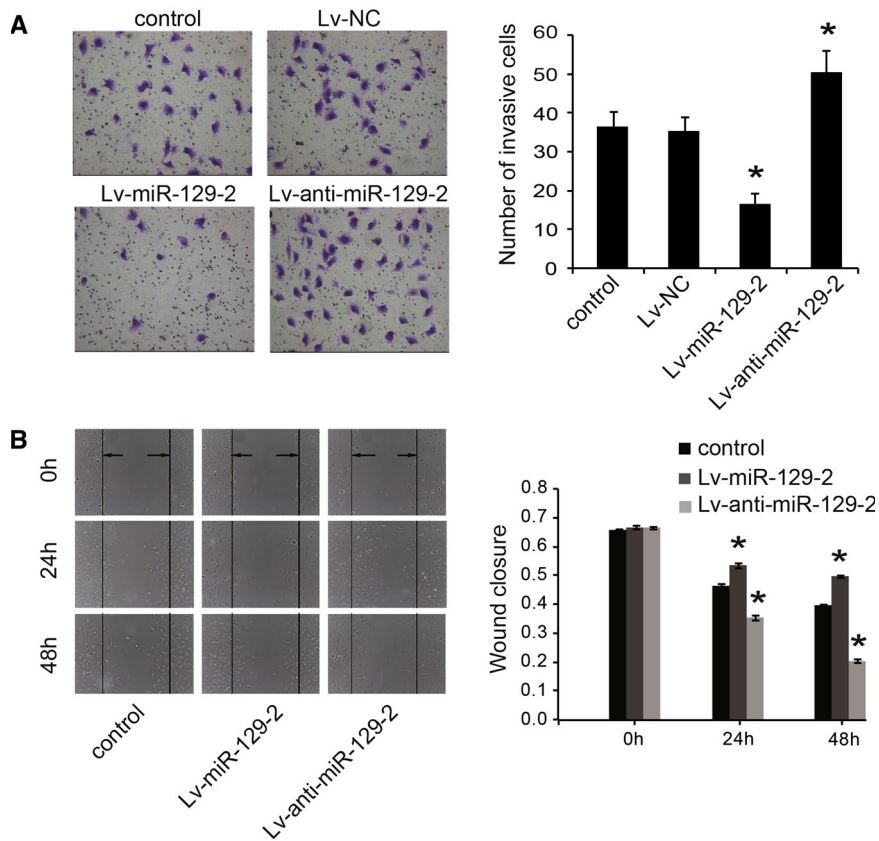 A
control
Lv-NC
Lv-miR-129-2
Lv-anti-miR-129-2
Number of invasive cells
60
50
40
30
20
10
0
*
*
control
Lv-NC
Lv-miR-129-2
Lv-anti-miR-129-2
B
0h
24h
48h
control
Lv-miR-129-2
Lv-anti-miR-129-2
control
Lv-miR-129-2
Lv-anti-miR-129-2
Wound closure
0.8
0.7
0.6
0.5
0.4
0.3
0.2
0.1
0.0
*
*
*
*
0h
24h
48h